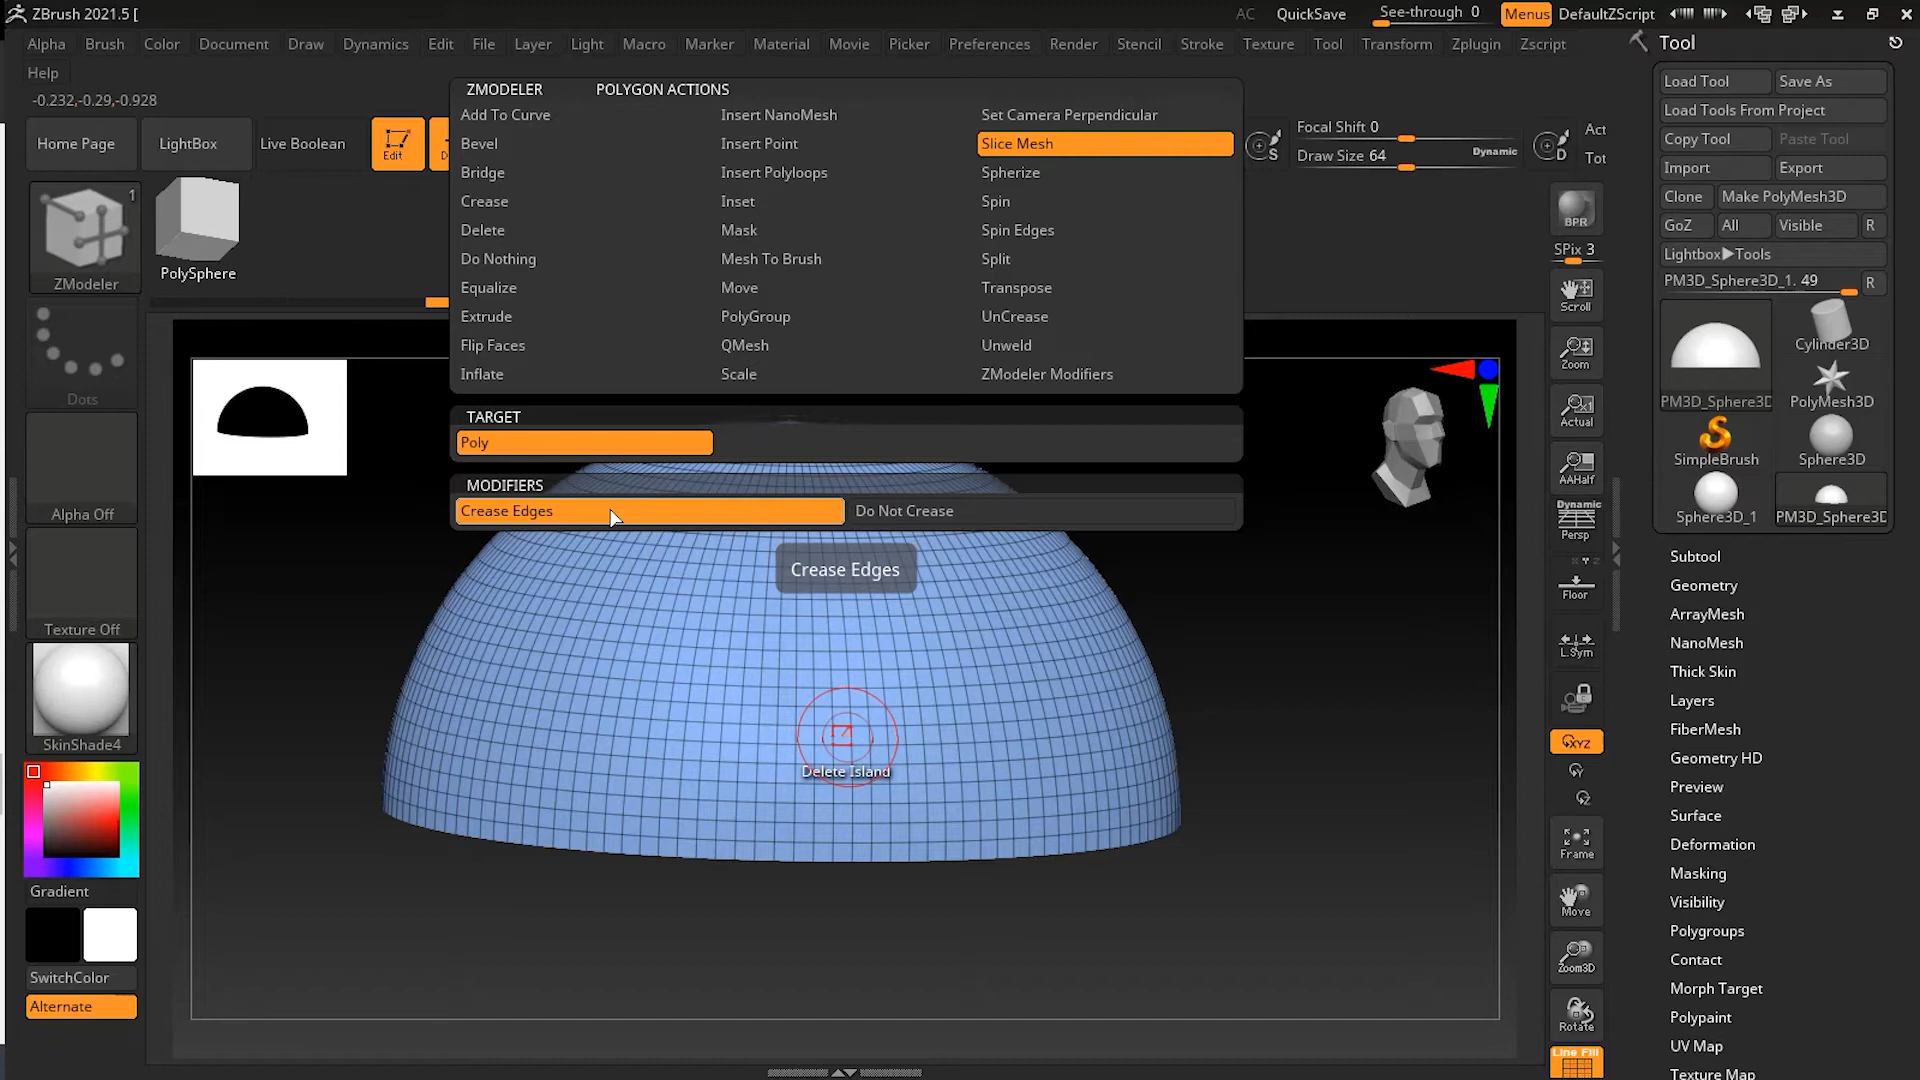 ZBrush 2021.5 [
AC
QuickSave
See-through 0
Menus
DefaultZScript
Alpha Brush Color Document Draw Dynamics Edit File Layer Light Macro Marker Material Movie Picker Preferences Render Stencil Stroke Texture Tool Transform Zplugin Zscript
Help
-0.232,-0.29,-0.928
Home Page
LightBox
Live Boolean
Edit
ZMODELER POLYGON ACTIONS
Add To Curve Insert NanoMesh Set Camera Perpendicular
Bevel Insert Point Slice Mesh
Bridge Insert Polyloops Spherize
Crease Inset Spin
Delete Mask Spin Edges
Do Nothing Mesh To Brush Split
Equalize Move Transpose
Extrude PolyGroup UnCrease
Flip Faces QMesh Unweld
Inflate Scale ZModeler Modifiers
TARGET
Poly
MODIFIERS
Crease Edges Do Not Crease
Crease Edges
Delete Island
S
Focal Shift 0
Draw Size 64
Dynamic
D
Act
Tot
1
ZModeler
PolySphere
Dots
Alpha Off
Texture Off
SkinShade4
Gradient
SwitchColor
Alternate
BPR
SPix 3
Scroll
Zoom
Actual
AAHalf
Dynamic
Persp
Floor
L.Sym
XYZ
Y
Z
Frame
Move
Zoom3D
Rotate
Line Fill
Tool
Load Tool Save As
Load Tools From Project
Copy Tool Paste Tool
Import Export
Clone Make PolyMesh3D
GoZ All Visible R
Lightbox▶Tools
PM3D_Sphere3D_1. 49 R
PM3D_Sphere3D
Cylinder3D
PolyMesh3D
SimpleBrush Sphere3D
Sphere3D_1 PM3D_Sphere3D
Subtool
Geometry
ArrayMesh
NanoMesh
Thick Skin
Layers
FiberMesh
Geometry HD
Preview
Surface
Deformation
Masking
Visibility
Polygroups
Contact
Morph Target
Polypaint
UV Map
Texture Map